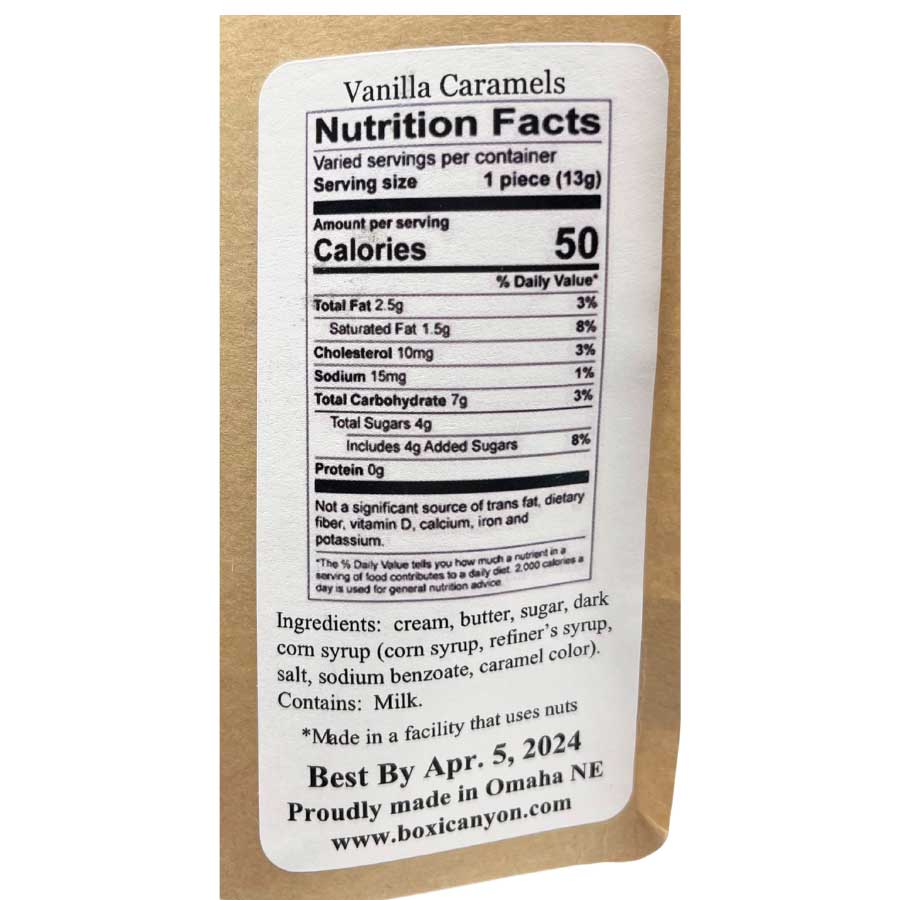 Vanilla Caramels
Nutrition Facts
Varied servings per container
Serving size 1 piece (13g)
Amount per serving
Calories 50
% Daily Value*
Total Fat 2.5g 3%
Saturated Fat 1.5g 8%
Cholesterol 10mg 3%
Sodium 15mg 1%
Total Carbohydrate 7g 3%
Total Sugars 4g
Includes 4g Added Sugars 8%
Protein 0g
Not a significant source of trans fat, dietary
fiber, vitamin D, calcium, iron and
potassium.
*The % Daily Value tells you how much a nutrient in a
serving of food contributes to a daily diet. 2,000 calories a
day is used for general nutrition advice.
Ingredients: cream, butter, sugar, dark
corn syrup (corn syrup, refiner's syrup,
salt, sodium benzoate, caramel color).
Contains: Milk.
*Made in a facility that uses nuts
Best By Apr. 5, 2024
Proudly made in Omaha NE
www.boxicanyon.com